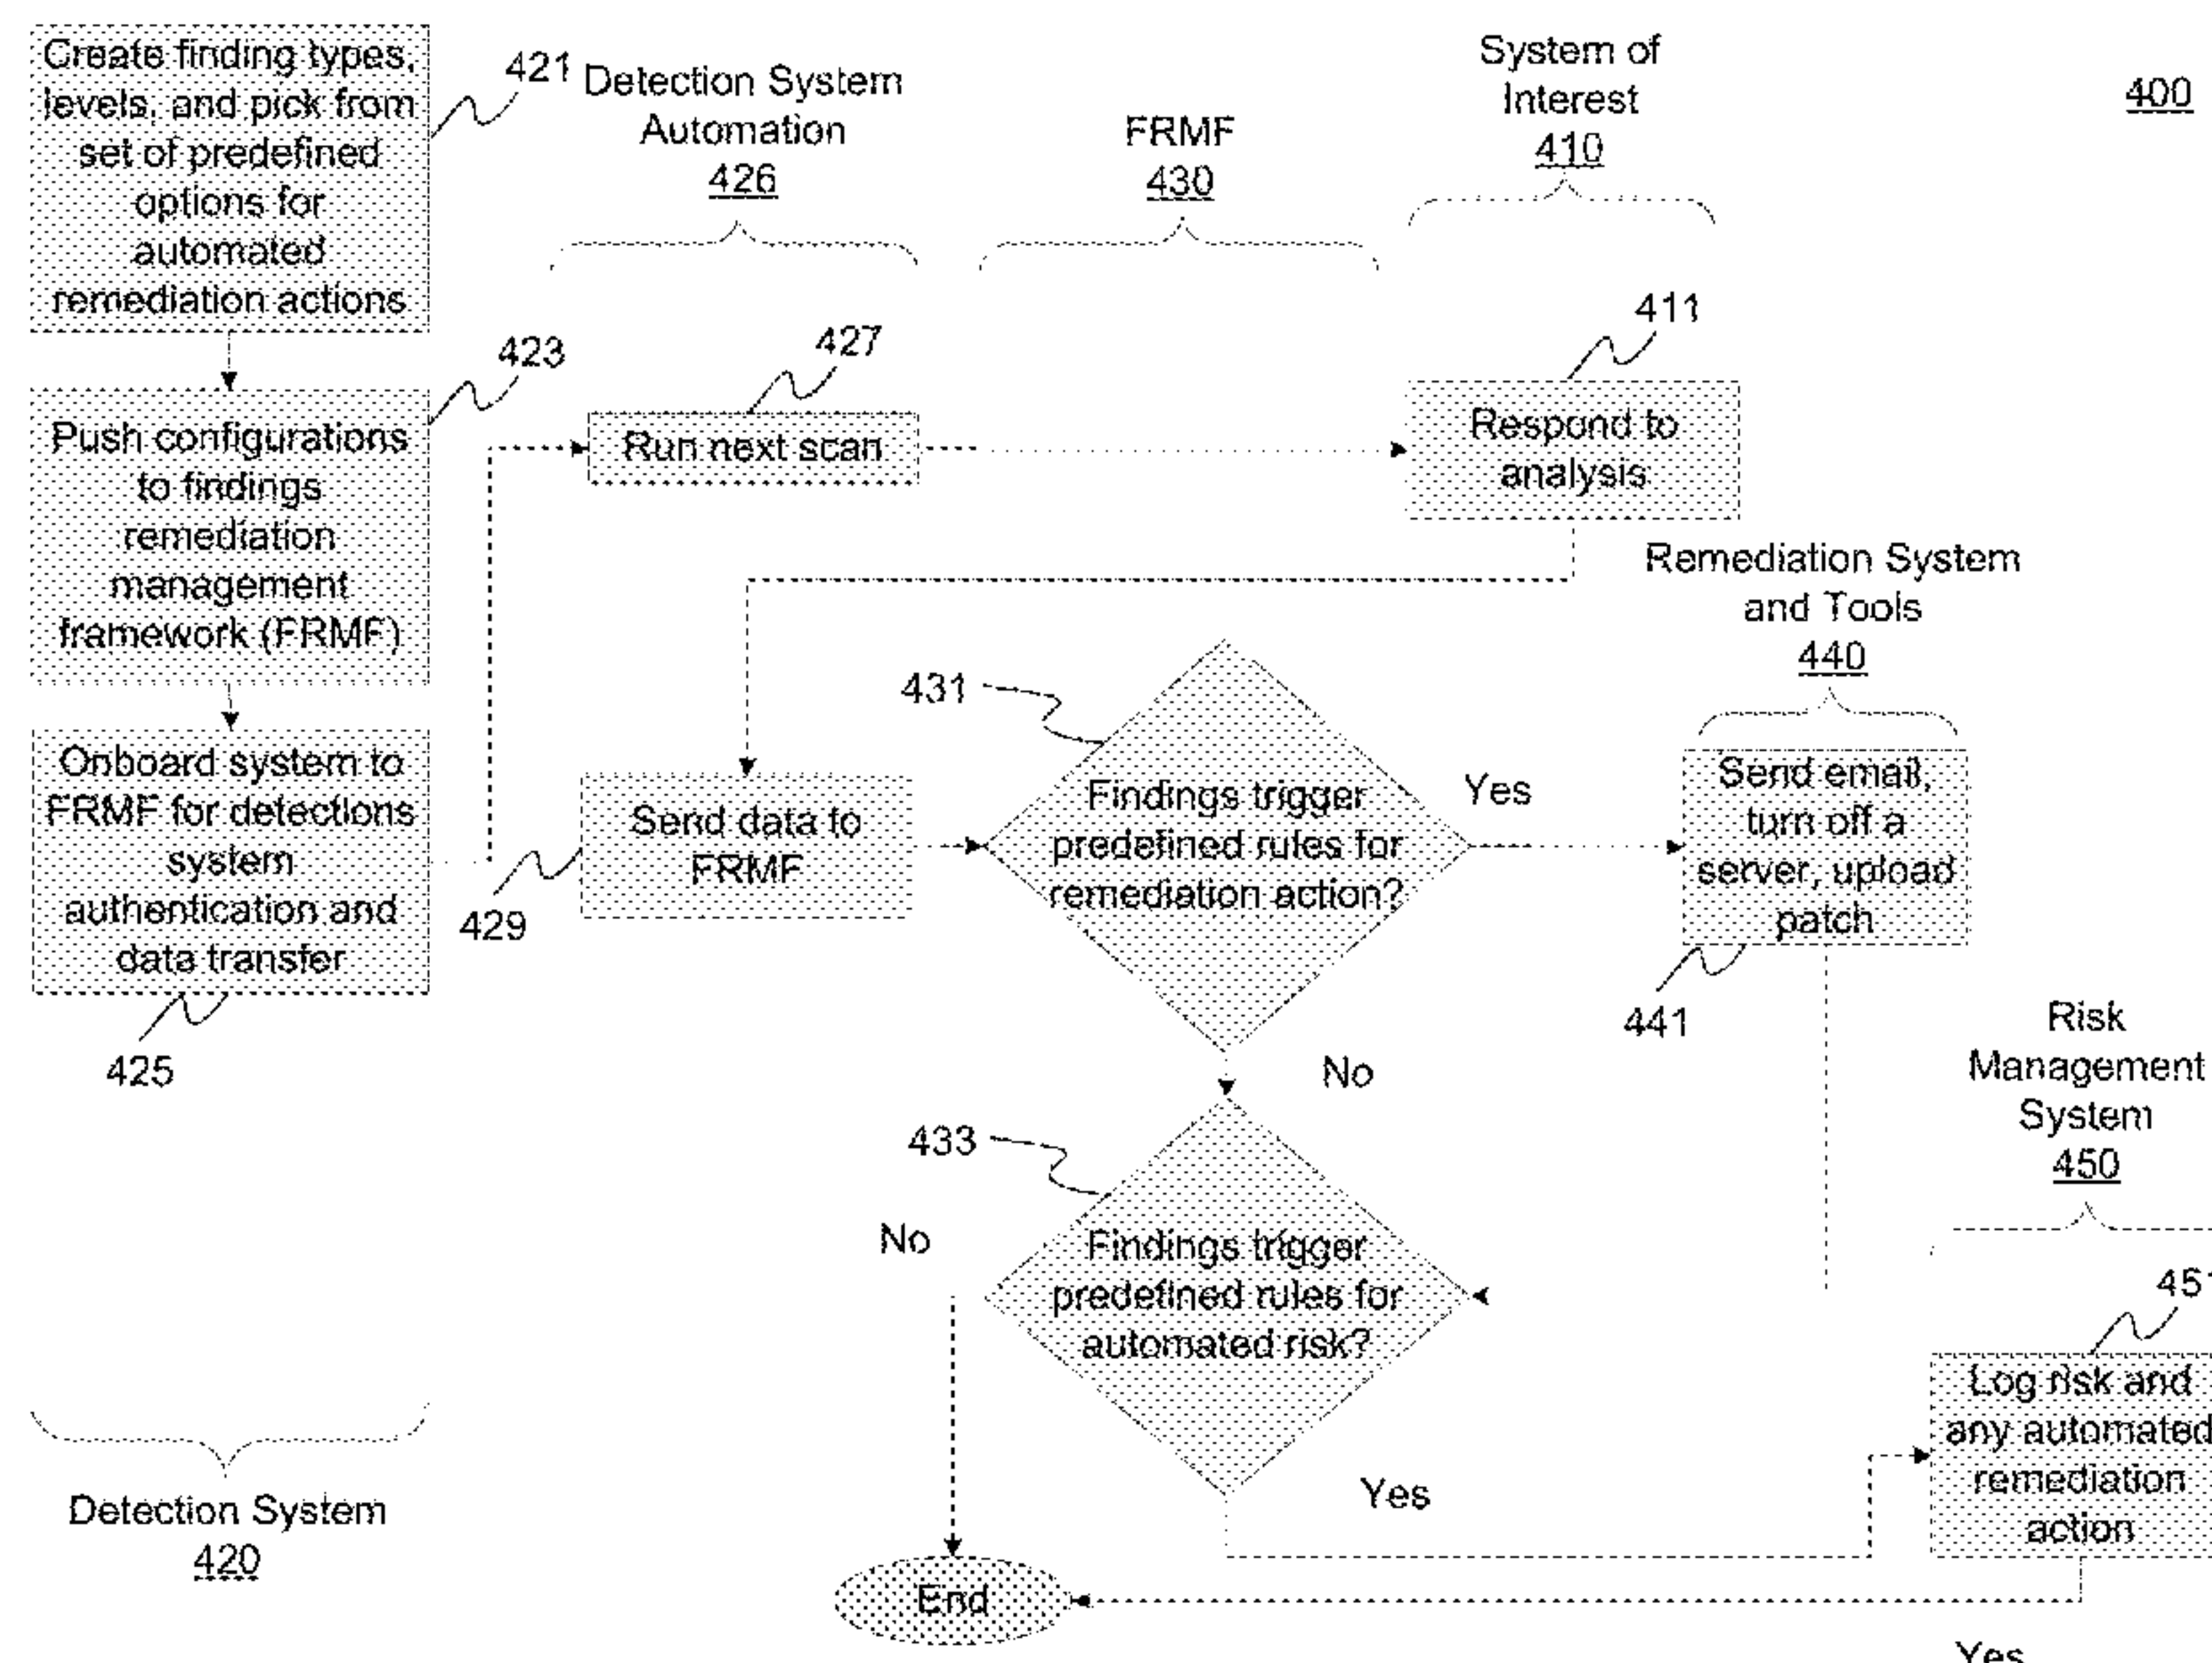 Create finding types,
levels, and pick from
set of predefined
options for
automated
remediation actions
421
Detection System
Automation
426
FRMF
430
System of
Interest
410
400
423
Push configurations
to findings
remediation
management
framework (FRMF)
427
Run next scan
411
Respond to
analysis
Onboard system to
FRMF for detections
system
authentication and
data transfer
425
429
Send data to
FRMF
431
Findings trigger
predefined rules for
remediation action?
Yes
No
Remediation System
and Tools
440
Send email,
turn off a
server, upload
patch
441
433
Findings trigger
predefined rules for
automated risk?
No
Yes
Risk
Management
System
450
451
Log risk and
any automated
remediation
action
Detection System
420
End
Yes